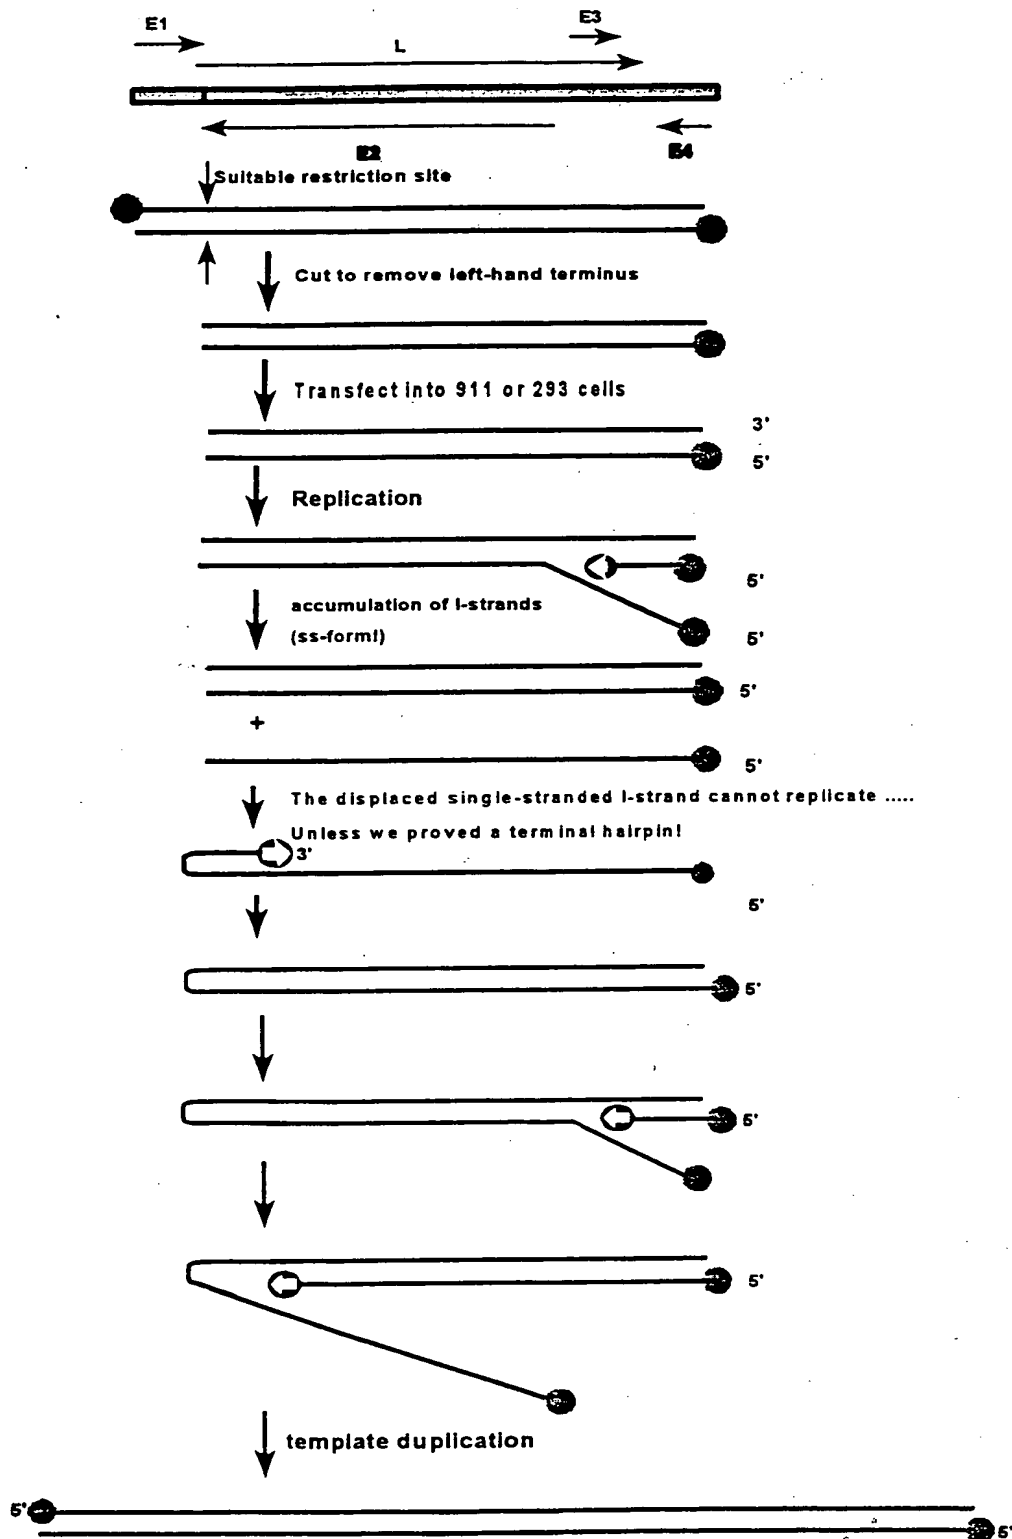 E1
E3
L
E2
E4
Suitable restriction site
Cut to remove left-hand terminus
Transfect into 911 or 293 cells
3'
5'
Replication
5'
accumulation of l-strands
(ss-form!)
5'
5'
+
5'
The displaced single-stranded l-strand cannot replicate .....
Unless we proved a terminal hairpin!
3'
5'
5'
5'
5'
template duplication
5'
5'